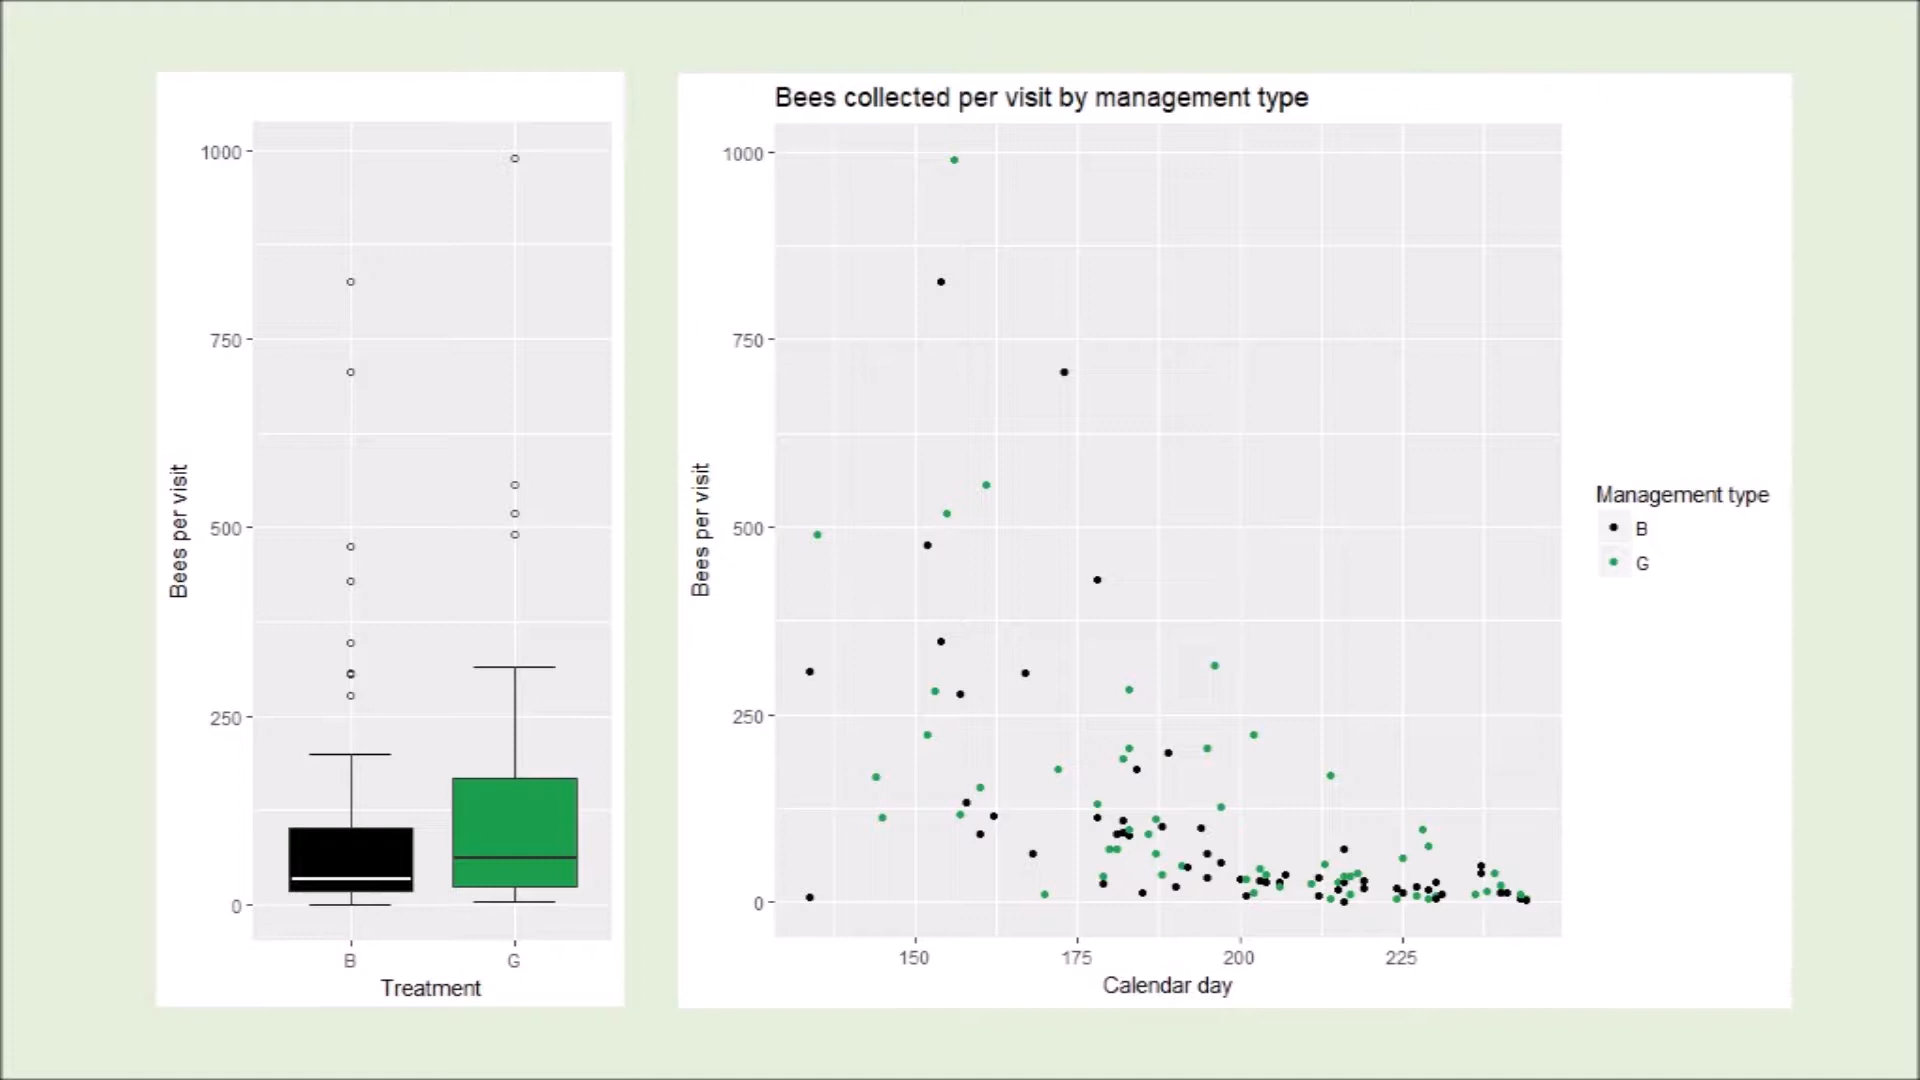 1000
750
500
250
0
Bees per visit
B
G
Treatment
Bees collected per visit by management type
1000
750
500
250
0
Bees per visit
150
175
200
225
Calendar day
Management type
B
G